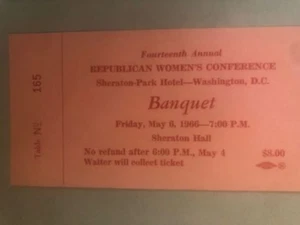 Fourteenth Annual
REPUBLICAN WOMEN'S CONFERENCE
Sheraton-Park Hotel—Washington, D.C.
Banquet
Friday, May 6, 1966—7:00 P.M.
Sheraton Hall
No refund after 6:00 P.M., May 4
Waiter will collect ticket
$8.00
Table No 165